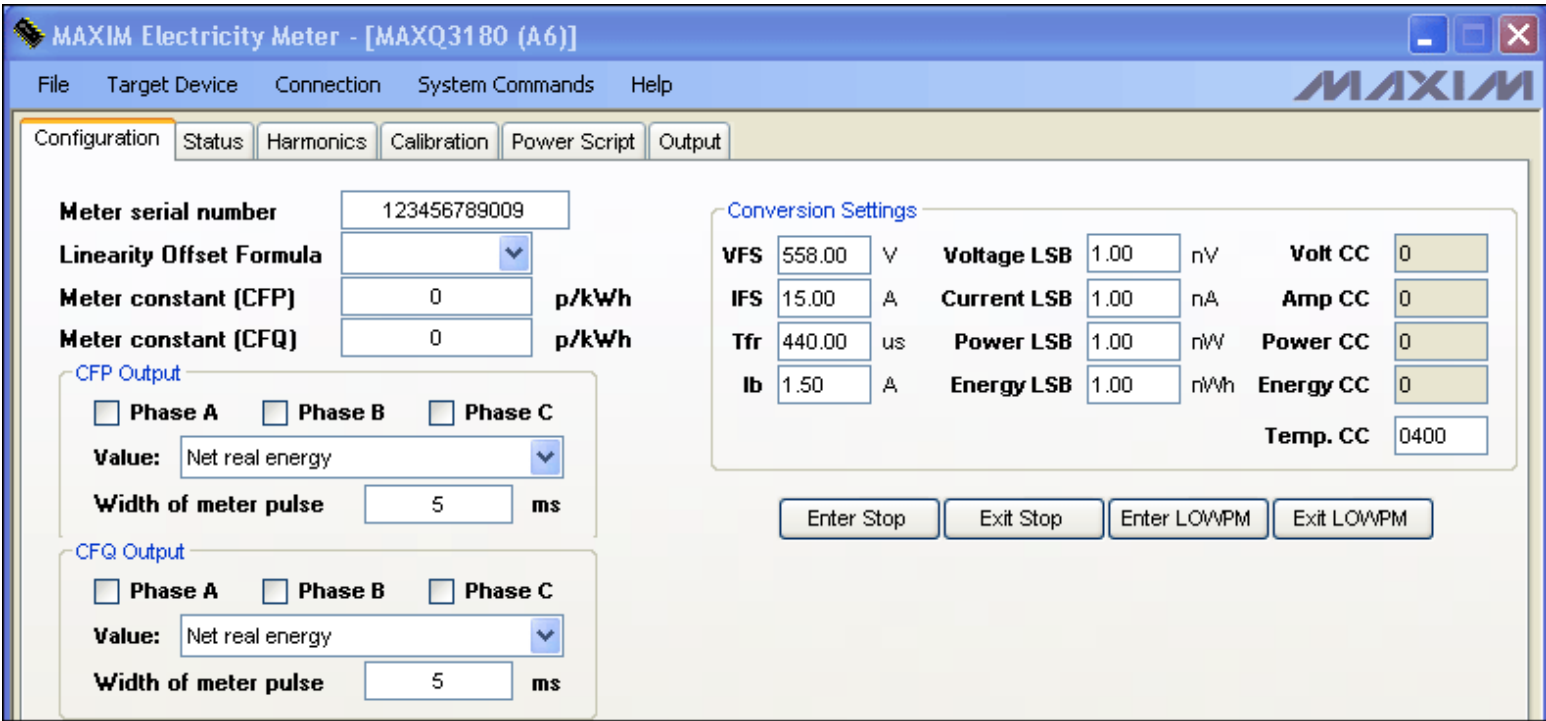 MAXIM Electricity Meter - [MAXQ3180 (A6)]
File Target Device Connection System Commands Help MAXIM
Configuration Status Harmonics Calibration Power Script Output
Meter serial number 123456789009
Linearity Offset Formula
Meter constant (CFP) 0 p/kWh
Meter constant (CFQ) 0 p/kWh
CFP Output
Phase A Phase B Phase C
Value: Net real energy
Width of meter pulse 5 ms
CFQ Output
Phase A Phase B Phase C
Value: Net real energy
Width of meter pulse 5 ms
Conversion Settings
VFS 558.00 V Voltage LSB 1.00 nV Volt CC 0
IFS 15.00 A Current LSB 1.00 nA Amp CC 0
Tfr 440.00 us Power LSB 1.00 nW Power CC 0
Ib 1.50 A Energy LSB 1.00 nWh Energy CC 0
Temp. CC 0400
Enter Stop Exit Stop Enter LOWPM Exit LOWPM